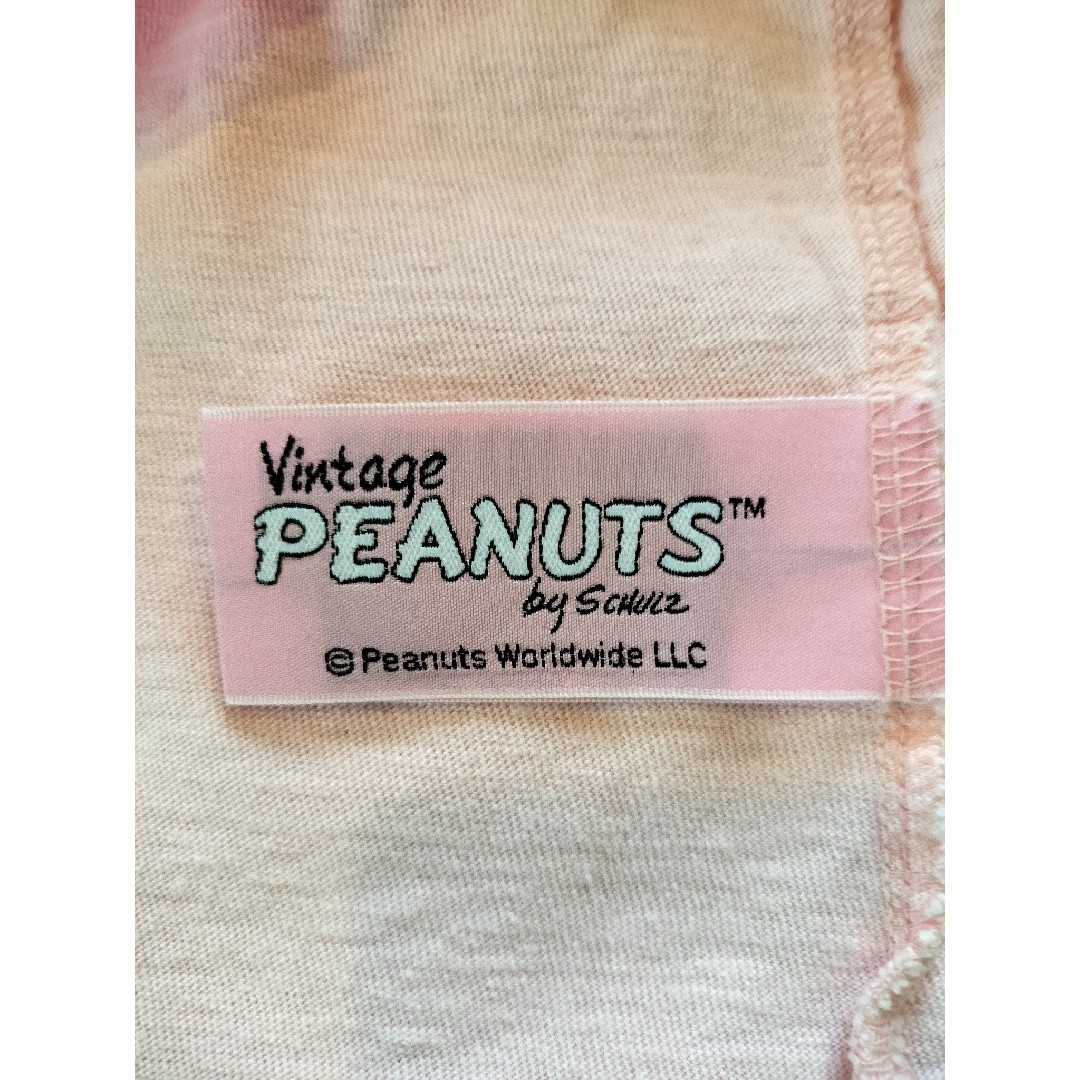 Vintage
PEANUTS™
by SCHULZ
© Peanuts Worldwide LLC